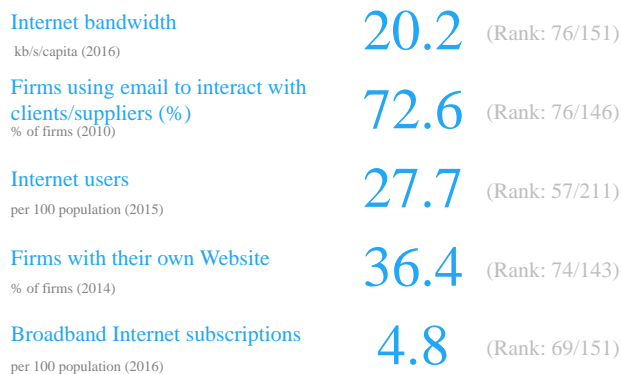 Internet bandwidth
kb/s/capita (2016)
20.2
(Rank: 76/151)
Firms using email to interact with
clients/suppliers (%)
% of firms (2010)
72.6
(Rank: 76/146)
Internet users
per 100 population (2015)
27.7
(Rank: 57/211)
Firms with their own Website
% of firms (2014)
36.4
(Rank: 74/143)
Broadband Internet subscriptions
per 100 population (2016)
4.8
(Rank: 69/151)